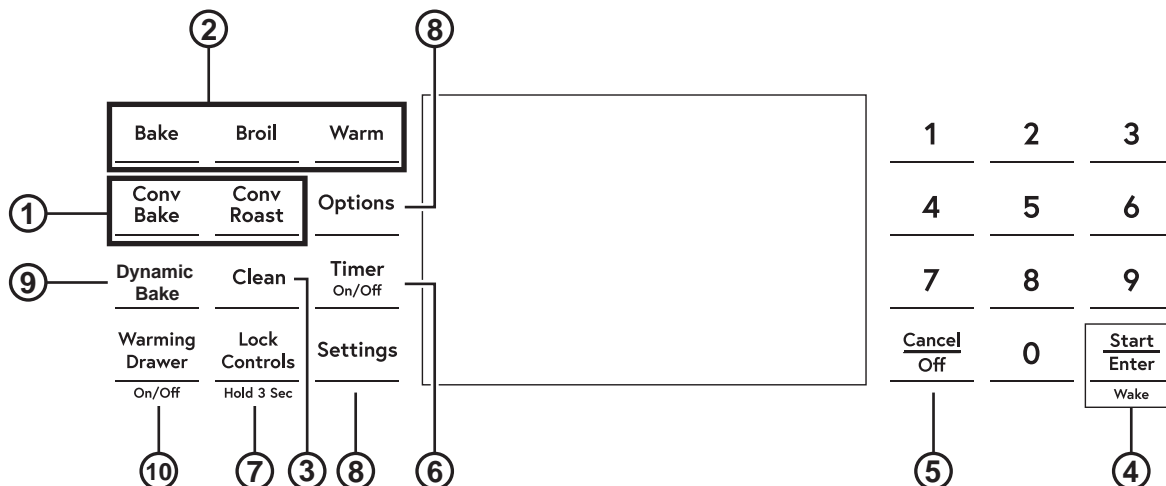 2 8
Bake Broil Warm 1 2 3
1 Conv Bake Conv Roast Options 4 5 6
9 Dynamic Bake Clean Timer On/Off 7 8 9
Warming Drawer On/Off Lock Controls Hold 3 Sec Settings Cancel Off 0 Start Enter Wake
10 7 3 8 6 5 4